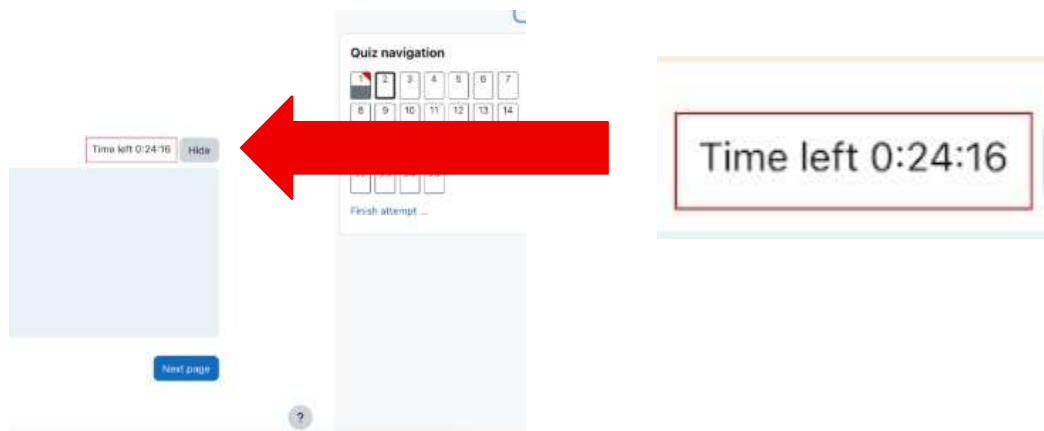 Quiz navigation
1 2 3 4 5 6 7
8 9 10 11 12 13 14
Time left 0:24:16 Hide
Finish attempt ...
Next page
?
Time left 0:24:16